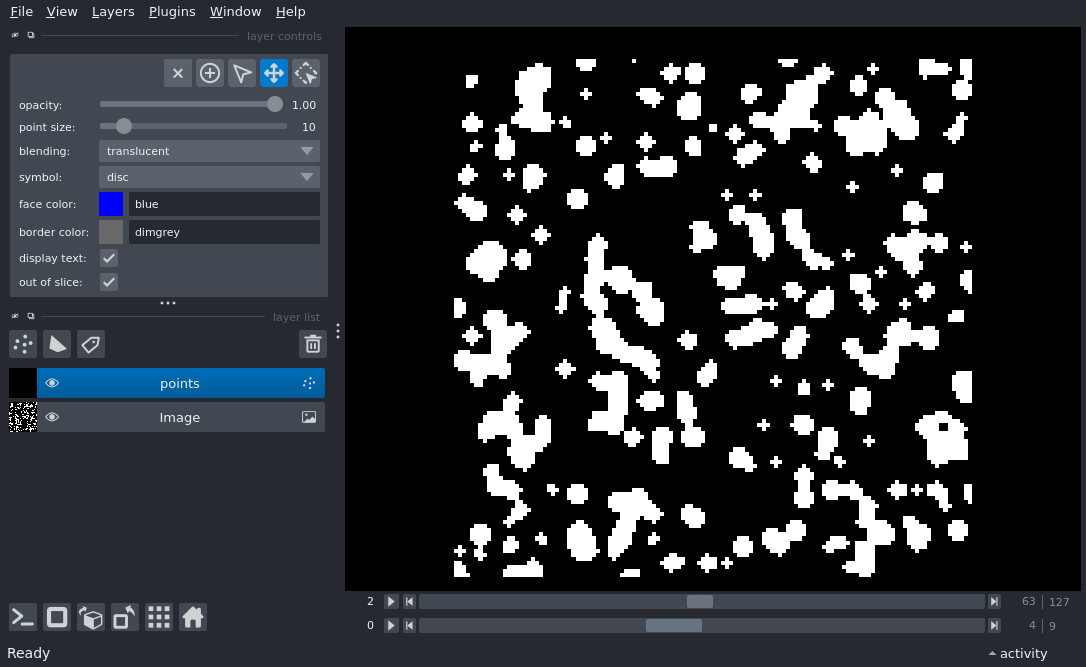 File View Layers Plugins Window Help
layer controls
opacity: 1.00
point size: 10
blending: translucent
symbol: disc
face color: blue
border color: dimgrey
display text:
out of slice:
layer list
points
Image
2 63 127
0 4 9
Ready activity